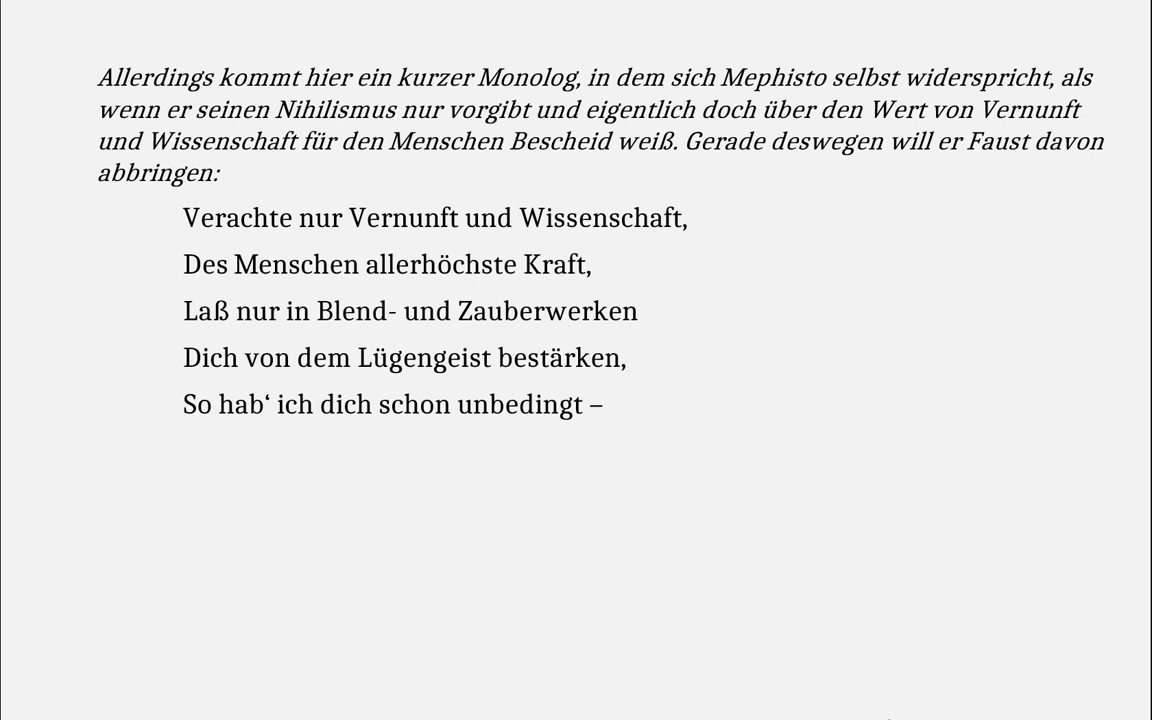 Allerdings kommt hier ein kurzer Monolog, in dem sich Mephisto selbst widerspricht, als
wenn er seinen Nihilismus nur vorgibt und eigentlich doch über den Wert von Vernunft
und Wissenschaft für den Menschen Bescheid weiß. Gerade deswegen will er Faust davon
abbringen:
Verachte nur Vernunft und Wissenschaft,
Des Menschen allerhöchste Kraft,
Laß nur in Blend- und Zauberwerken
Dich von dem Lügengeist bestärken,
So hab‘ ich dich schon unbedingt –